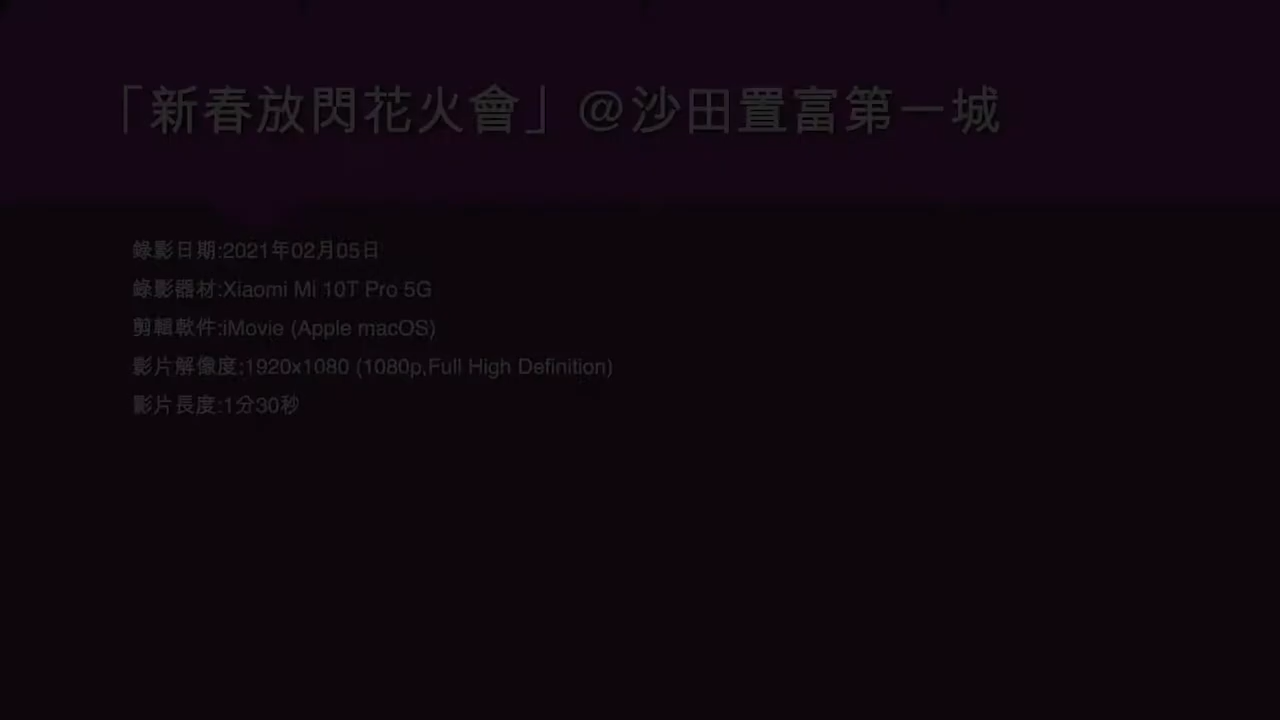 「新春放閃花火會」@沙田置富第一城
錄影日期:2021年02月05日
錄影器材:Xiaomi Mi 10T Pro 5G
剪輯軟件:iMovie (Apple macOS)
影片解像度:1920x1080 (1080p,Full High Definition)
影片長度:1分30秒